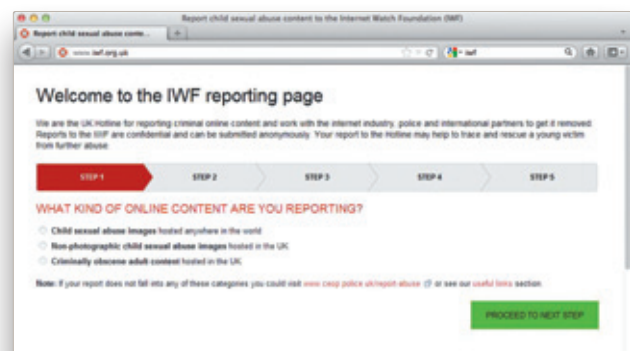 Report child sexual abuse content to the Internet Watch Foundation (IWF)
Report child sexual abuse conte...
www.iwf.org.uk
iwf
Welcome to the IWF reporting page
We are the UK Hotline for reporting criminal online content and work with the internet industry, police and international partners to get it removed.
Reports to the IWF are confidential and can be submitted anonymously. Your report to the Hotline may help to trace and rescue a young victim
from further abuse.
STEP 1 STEP 2 STEP 3 STEP 4 STEP 5
WHAT KIND OF ONLINE CONTENT ARE YOU REPORTING?
Child sexual abuse images hosted anywhere in the world
Non-photographic child sexual abuse images hosted in the UK
Criminally obscene adult content hosted in the UK
Note: If your report does not fall into any of these categories you could visit www.ceop.police.uk/report-abuse or see our useful links section.
PROCEED TO NEXT STEP